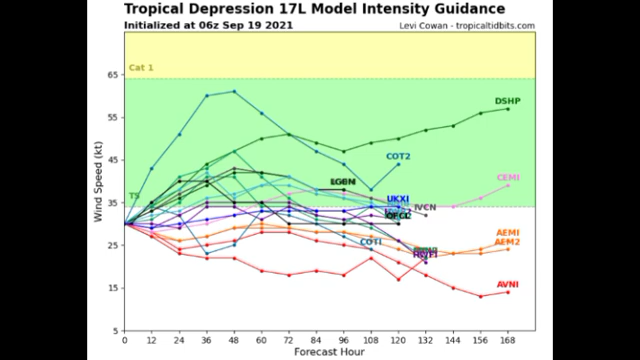 Tropical Depression 17L Model Intensity Guidance
Initialized at 06z Sep 19 2021
Levi Cowan - tropicaltidbits.com
Wind Speed (kt)
65
55
45
35
25
15
5
Cat 1
TS
DSHP
COT2
CEMI
LGEM
UKXI
IVCN
OFCL
COTI
HWFI
AEMI
AEM2
AVNI
0 12 24 36 48 60 72 84 96 108 120 132 144 156 168
Forecast Hour